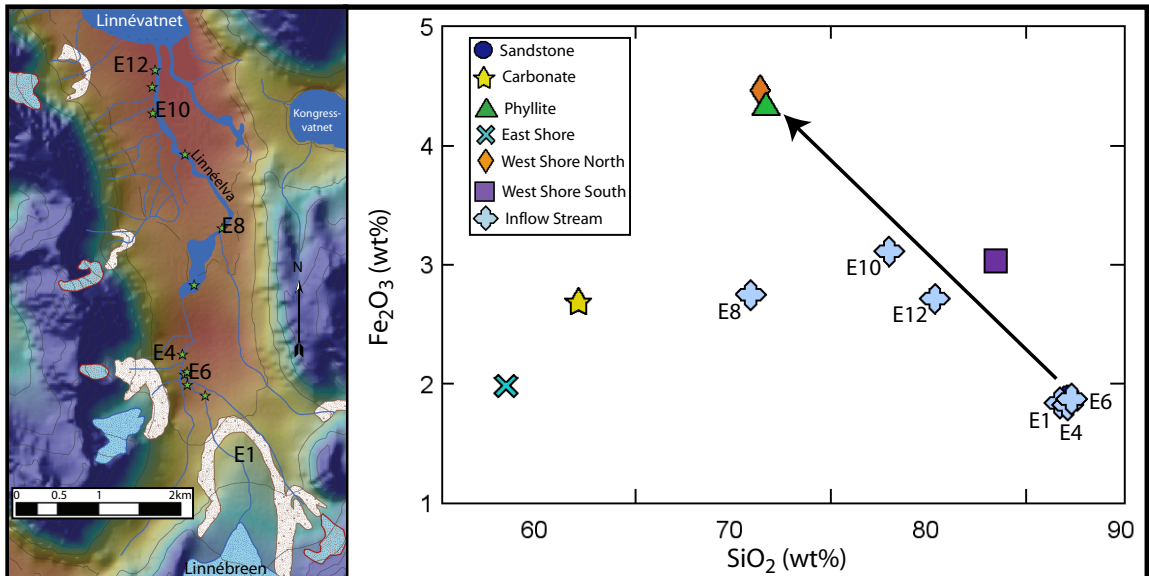 Linnévatnet
E12
E10
Kongress-
vatnet
Linnéelva
E8
N
E4
E6
E1
0 0.5 1 2km
Linnébreen
5
4
3
2
1
Fe₂O₃ (wt%)
Sandstone
Carbonate
Phyllite
East Shore
West Shore North
West Shore South
Inflow Stream
E10
E8
E12
E1
E6
E4
60 70 80 90
SiO₂ (wt%)